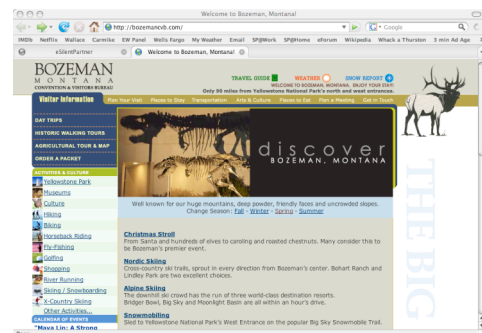 Welcome to Bozeman, Montana!
http://bozemancvb.com/
Google
IMDb Netflix Wallace Carmike EW Panel Wells Fargo My Weather Email SP@Work SP@Home eForum Wikipedia Whack a Thurston 3 min Ad Age
eSilentPartner
Welcome to Bozeman, Montana!
BOZEMAN
MONTANA
CONVENTION & VISITORS BUREAU
TRAVEL GUIDE WEATHER SNOW REPORT
WELCOME TO BOZEMAN, MONTANA. ENJOY YOUR STAY!
Only 90 miles from Yellowstone National Park's north and west entrances.
Visitor Information
Plan Your Visit Places to Stay Transportation Arts & Culture Places to Eat Plan a Meeting Get in Touch
DAY TRIPS
HISTORIC WALKING TOURS
AGRICULTURAL TOUR & MAP
ORDER A PACKET
discover
BOZEMAN, MONTANA
ACTIVITIES & CULTURE
Yellowstone Park
Museums
Culture
Hiking
Biking
Horseback Riding
Fly-Fishing
Golfing
Shopping
River Running
Skiing / Snowboarding
X-Country Skiing
Other Activities...
CALENDAR OF EVENTS
"Maya Lin: A Strong
Well known for our huge mountains, deep powder, friendly faces and uncrowded slopes.
Change Season: Fall - Winter - Spring - Summer
Christmas Stroll
From Santa and hundreds of elves to caroling and roasted chestnuts. Many consider this to
be Bozeman's premier event.
Nordic Skiing
Cross-country ski trails, sprout in every direction from Bozeman's center. Bohart Ranch and
Lindley Park are two excellent choices.
Alpine Skiing
The downhill ski crowd has the run of three world-class destination resorts.
Bridger Bowl, Big Sky and Moonlight Basin are all within an hour's drive.
Snowmobiling
Sled to Yellowstone National Park's West Entrance on the popular Big Sky Snowmobile Trail.
THE BIG